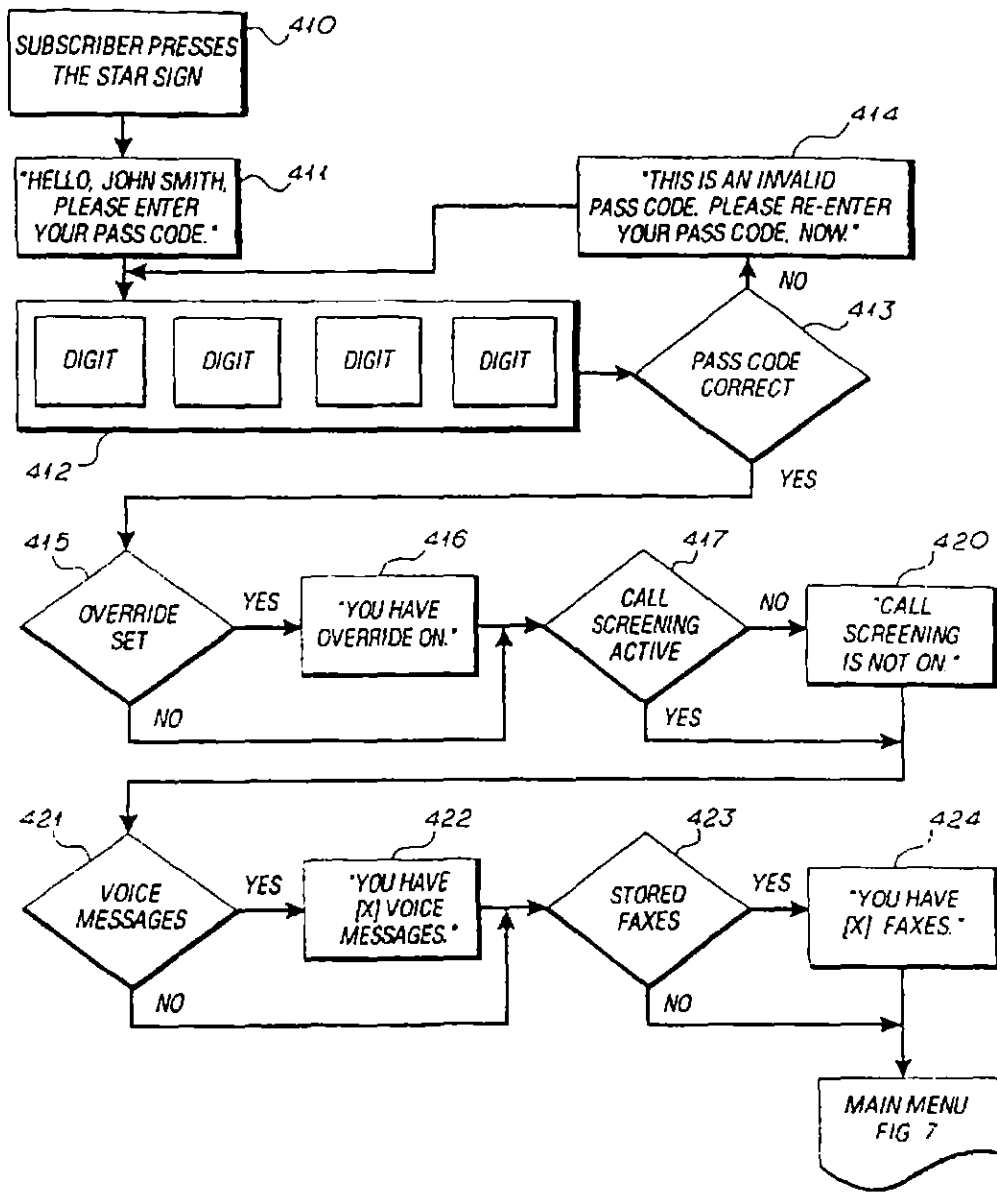 410
SUBSCRIBER PRESSES
THE STAR SIGN
411
"HELLO, JOHN SMITH,
PLEASE ENTER
YOUR PASS CODE."
414
"THIS IS AN INVALID
PASS CODE. PLEASE RE-ENTER
YOUR PASS CODE, NOW."
NO
413
DIGIT DIGIT DIGIT DIGIT
PASS CODE
CORRECT
412
YES
415
OVERRIDE
SET
YES
NO
416
"YOU HAVE
OVERRIDE ON."
417
CALL
SCREENING
ACTIVE
NO
YES
420
"CALL
SCREENING
IS NOT ON."
421
VOICE
MESSAGES
YES
NO
422
"YOU HAVE
[X] VOICE
MESSAGES."
423
STORED
FAXES
YES
NO
424
"YOU HAVE
[X] FAXES."
MAIN MENU
FIG 7